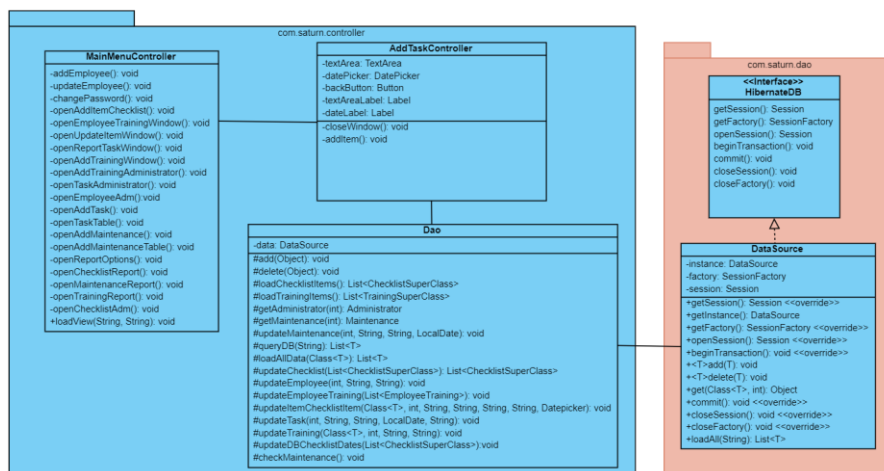 com.saturn.controller
MainMenuController
-addEmployee(): void
-updateEmployee(): void
-changePassword(): void
-openAddItemChecklist(): void
-openEmployeeTrainingWindow(): void
-openUpdateItemWindow(): void
-openReportTaskWindow(): void
-openAddTrainingWindow(): void
-openAddTrainingAdministrator(): void
-openTaskAdministrator(): void
-openEmployeeAdm(): void
-openAddTask(): void
-openTaskTable(): void
-openAddMaintenance(): void
-openAddMaintenanceTable(): void
-openReportOptions(): void
-openChecklistReport(): void
-openMaintenanceReport(): void
-openTrainingReport(): void
-openChecklistAdm(): void
+loadView(String, String): void
AddTaskController
-textArea: TextArea
-datePicker: DatePicker
-backButton: Button
-textAreaLabel: Label
-dateLabel: Label
-closeWindow(): void
-addItem(): void
Dao
-data: DataSource
#add(Object): void
#delete(Object): void
#loadChecklistItems(): List<ChecklistSuperClass>
#loadTrainingItems(): List<TrainingSuperClass>
#getAdministrator(int): Administrator
#getMaintenance(int): Maintenance
#updateMaintenance(int, String, String, LocalDate): void
#queryDB(String): List<T>
#loadAllData(Class<T>): List<T>
#updateChecklist(List<ChecklistSuperClass>): List<ChecklistSuperClass>
#updateEmployee(int, String, String): void
#updateEmployeeTraining(List<EmployeeTraining>): void
#updateItemChecklistItem(Class<T>, int, String, String, String, String, Datepicker): void
#updateTask(int, String, String, LocalDate, String): void
#updateTraining(Class<T>, int, String, String): void
#updateDBChecklistDates(List<ChecklistSuperClass>):void
#checkMaintenance(): void
com.saturn.dao
<<Interface>>
HibernateDB
getSession(): Session
getFactory(): SessionFactory
openSession(): Session
beginTransaction(): void
commit(): void
closeSession(): void
closeFactory(): void
DataSource
-instance: DataSource
-factory: SessionFactory
-session: Session
+getSession(): Session <<override>>
+getInstance(): DataSource
+getFactory(): SessionFactory <<override>>
+openSession(): Session <<override>>
+beginTransaction(): void <<override>>
+<T>add(T): void
+<T>delete(T): void
+get(Class<T>, int): Object
+commit(): void <<override>>
+closeSession(): void <<override>>
+closeFactory(): void <<override>>
+loadAll(String): List<T>